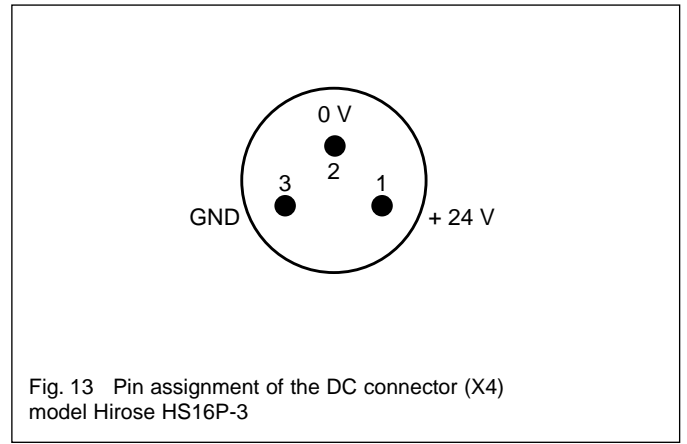 0 V
2
3 1
GND + 24 V
Fig. 13 Pin assignment of the DC connector (X4)
model Hirose HS16P-3